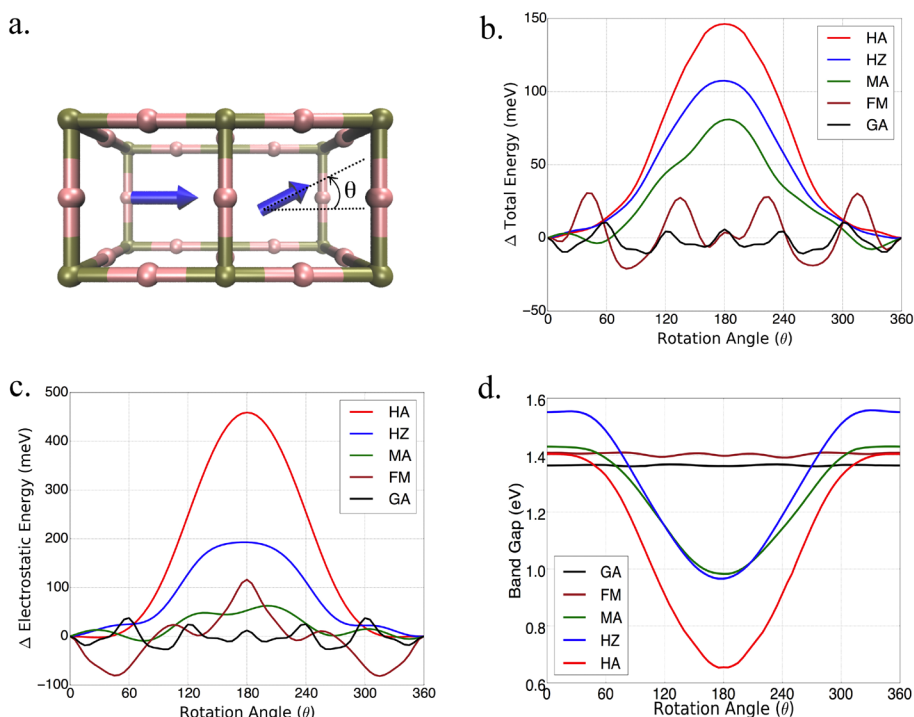 a.
θ
b.
Δ Total Energy (meV)
150
100
50
0
−50
0
60
120
180
240
300
360
Rotation Angle (θ)
HA
HZ
MA
FM
GA
c.
Δ Electrostatic Energy (meV)
500
400
300
200
100
0
−100
0
60
120
180
240
300
360
Rotation Angle (θ)
HA
HZ
MA
FM
GA
d.
Band Gap (eV)
1.6
1.4
1.2
1.0
0.8
0.6
0
60
120
180
240
300
360
Rotation Angle (θ)
GA
FM
MA
HZ
HA